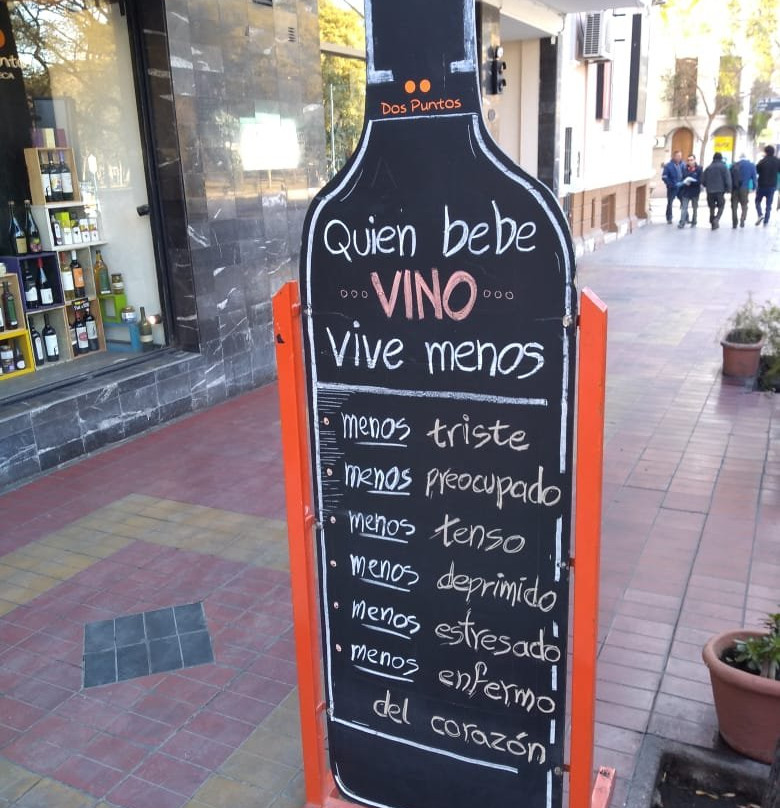 Dos Puntos
Quien bebe
VINO
vive menos
menos triste
menos preocupado
menos tenso
menos deprimido
menos estresado
menos enfermo
del corazón